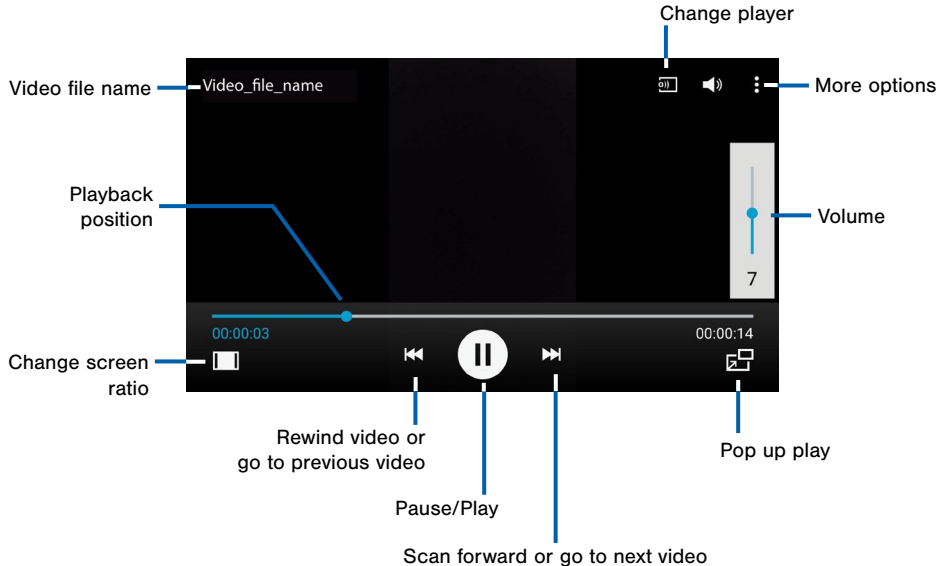 Change player
Video file name
Video_file_name
More options
Playback
position
Volume
7
00:00:03
00:00:14
Change screen
ratio
Rewind video or
go to previous video
Pop up play
Pause/Play
Scan forward or go to next video